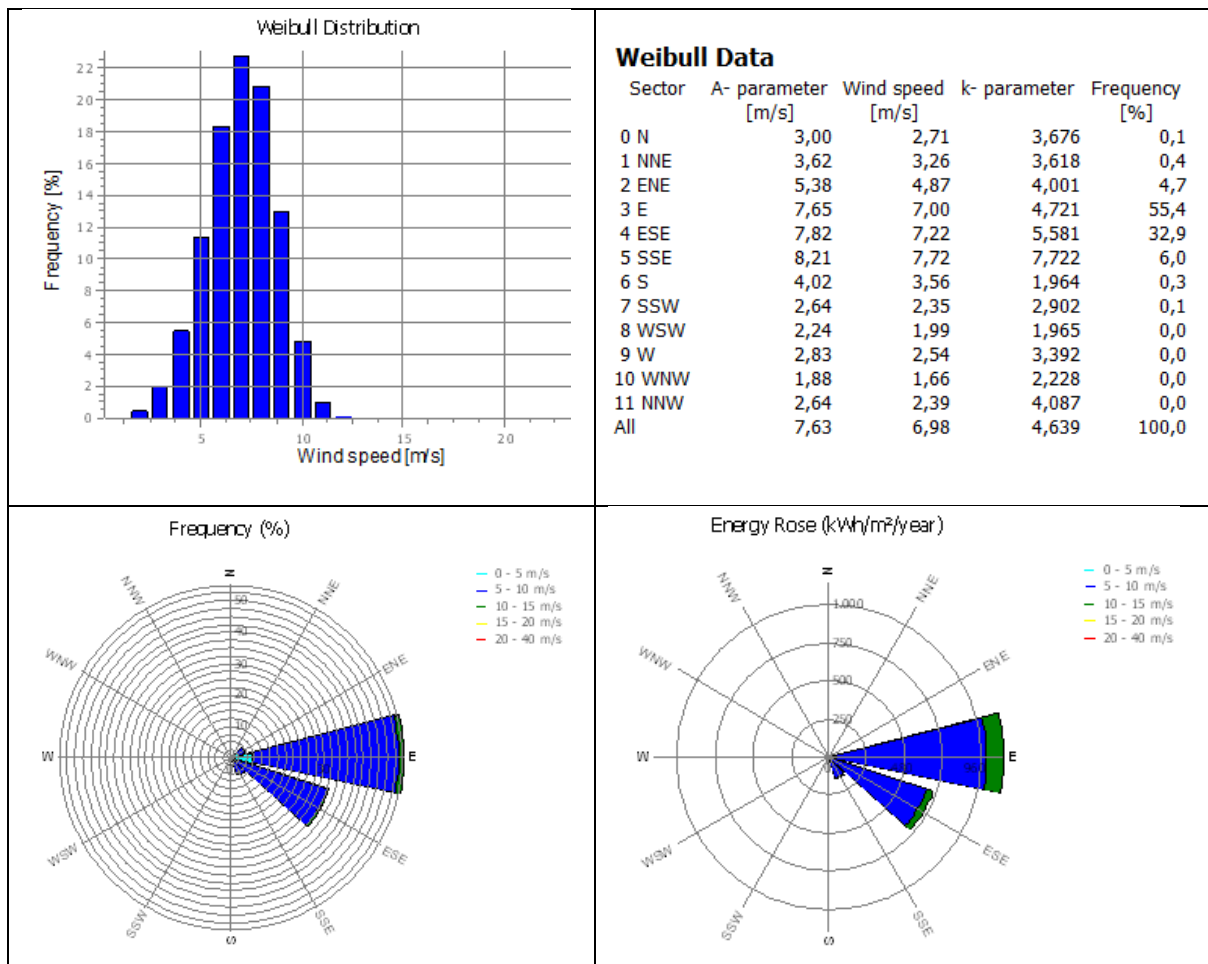 Weibull Distribution
22
20
18
16
14
12
10
8
6
4
2
0
Frequency [%]
5
10
15
20
Wind speed [m/s]
Weibull Data
Sector A- parameter Wind speed k- parameter Frequency
[m/s] [m/s] [%]
0 N 3,00 2,71 3,676 0,1
1 NNE 3,62 3,26 3,618 0,4
2 ENE 5,38 4,87 4,001 4,7
3 E 7,65 7,00 4,721 55,4
4 ESE 7,82 7,22 5,581 32,9
5 SSE 8,21 7,72 7,722 6,0
6 S 4,02 3,56 1,964 0,3
7 SSW 2,64 2,35 2,902 0,1
8 WSW 2,24 1,99 1,965 0,0
9 W 2,83 2,54 3,392 0,0
10 WNW 1,88 1,66 2,228 0,0
11 NNW 2,64 2,39 4,087 0,0
All 7,63 6,98 4,639 100,0
Frequency (%)
N
NNE
ENE
E
ESE
SSE
S
SSW
WSW
W
WNW
NNW
50
40
30
20
10
0 - 5 m/s
5 - 10 m/s
10 - 15 m/s
15 - 20 m/s
20 - 40 m/s
Energy Rose (kWh/m²/year)
N
NNE
ENE
E
ESE
SSE
S
SSW
WSW
W
WNW
NNW
1.000
750
500
250
0 - 5 m/s
5 - 10 m/s
10 - 15 m/s
15 - 20 m/s
20 - 40 m/s